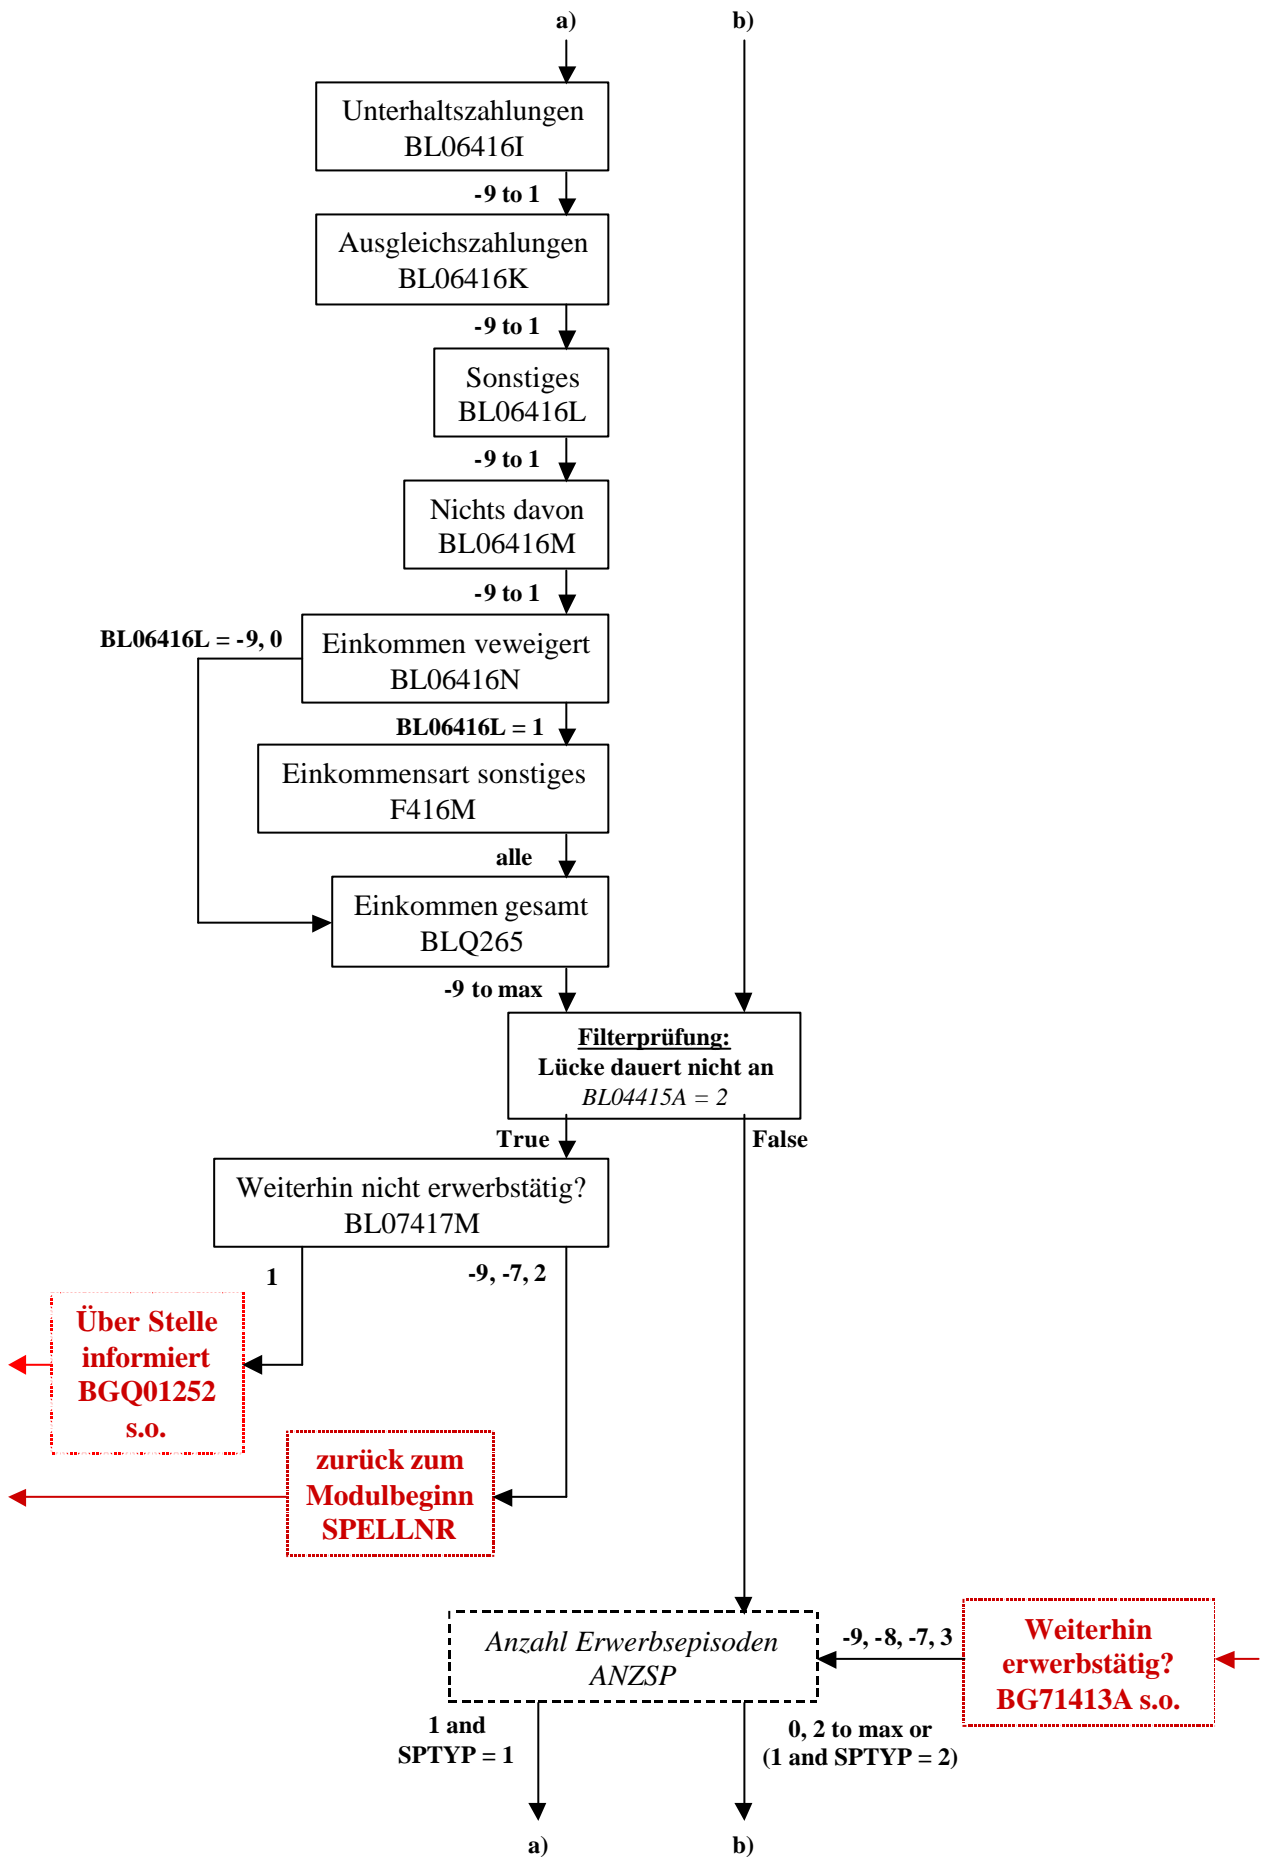 a)
b)
Unterhaltszahlungen
BL06416I
-9 to 1
Ausgleichszahlungen
BL06416K
-9 to 1
Sonstiges
BL06416L
-9 to 1
Nichts davon
BL06416M
-9 to 1
BL06416L = -9, 0
Einkommen veweigert
BL06416N
BL06416L = 1
Einkommensart sonstiges
F416M
alle
Einkommen gesamt
BLQ265
-9 to max
Filterprüfung:
Lücke dauert nicht an
BL04415A = 2
True
False
Weiterhin nicht erwerbstätig?
BL07417M
1
-9, -7, 2
Über Stelle
informiert
BGQ01252
s.o.
zurück zum
Modulbeginn
SPELLNR
Anzahl Erwerbsepisoden
ANZSP
-9, -8, -7, 3
Weiterhin
erwerbstätig?
BG71413A s.o.
1 and
SPTYP = 1
0, 2 to max or
(1 and SPTYP = 2)
a)
b)